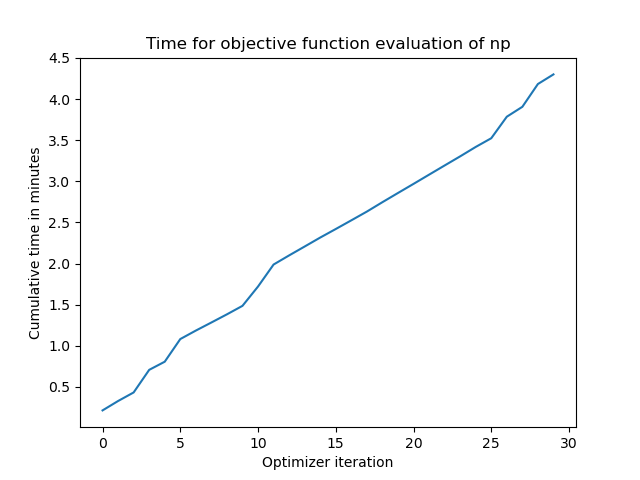 Time for objective function evaluation of np
4.5
4.0
3.5
3.0
2.5
2.0
1.5
1.0
0.5
Cumulative time in minutes
0 5 10 15 20 25 30
Optimizer iteration